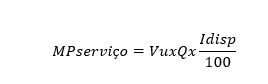 MPserviço = VuxQx Idisp/100